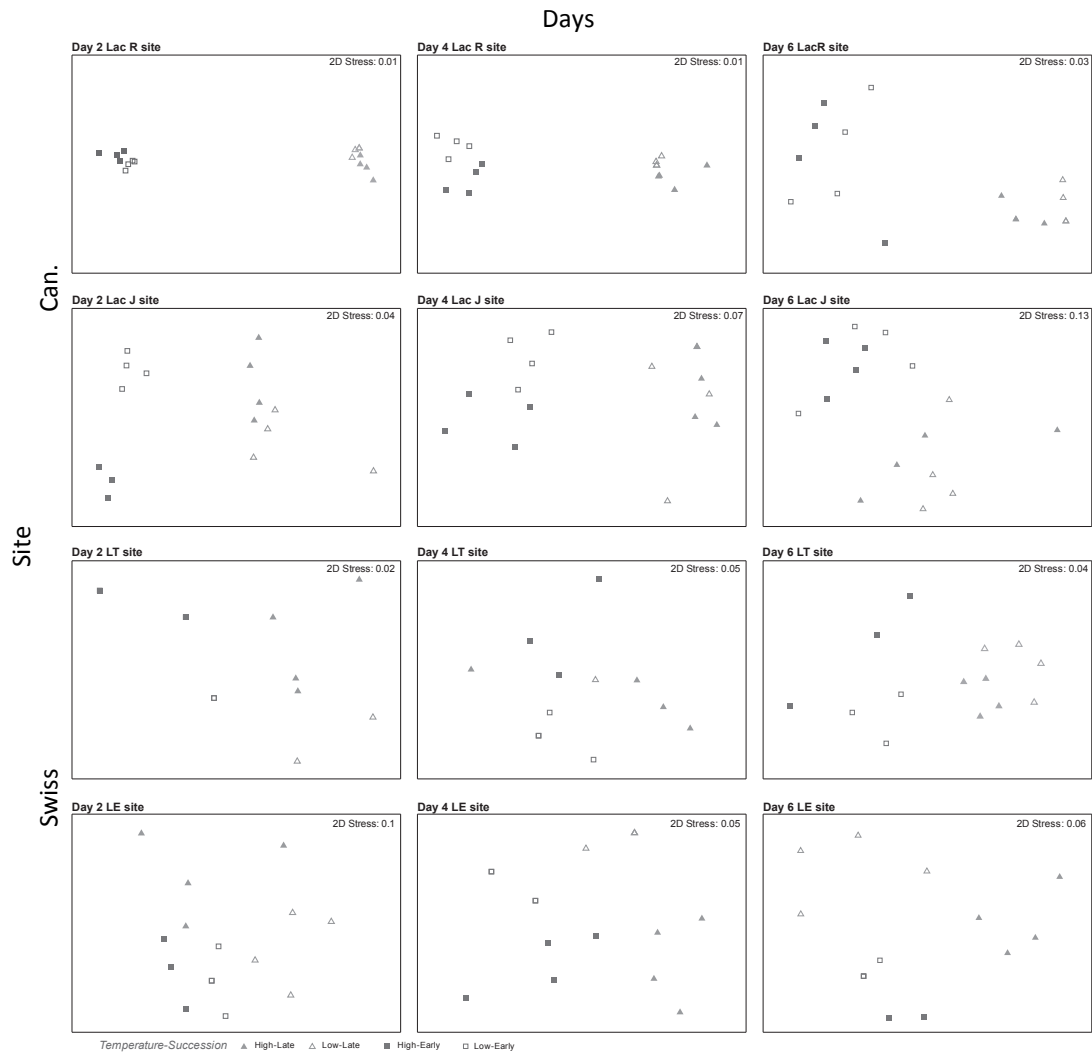 Days
Day 2 Lac R site
2D Stress: 0.01
Day 4 Lac R site
2D Stress: 0.01
Day 6 LacR site
2D Stress: 0.03
Can.
Day 2 Lac J site
2D Stress: 0.04
Day 4 Lac J site
2D Stress: 0.07
Day 6 Lac J site
2D Stress: 0.13
Site
Day 2 LT site
2D Stress: 0.02
Day 4 LT site
2D Stress: 0.05
Day 6 LT site
2D Stress: 0.04
Swiss
Day 2 LE site
2D Stress: 0.1
Day 4 LE site
2D Stress: 0.05
Day 6 LE site
2D Stress: 0.06
Temperature-Succession High-Late Low-Late High-Early Low-Early